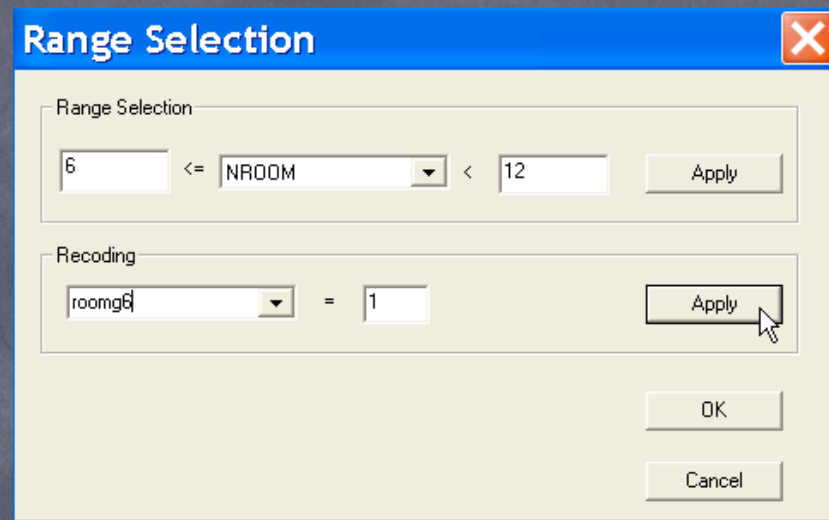 Range Selection
Range Selection
6 <= NROOM < 12 Apply
Recoding
roomg6 = 1 Apply
OK
Cancel